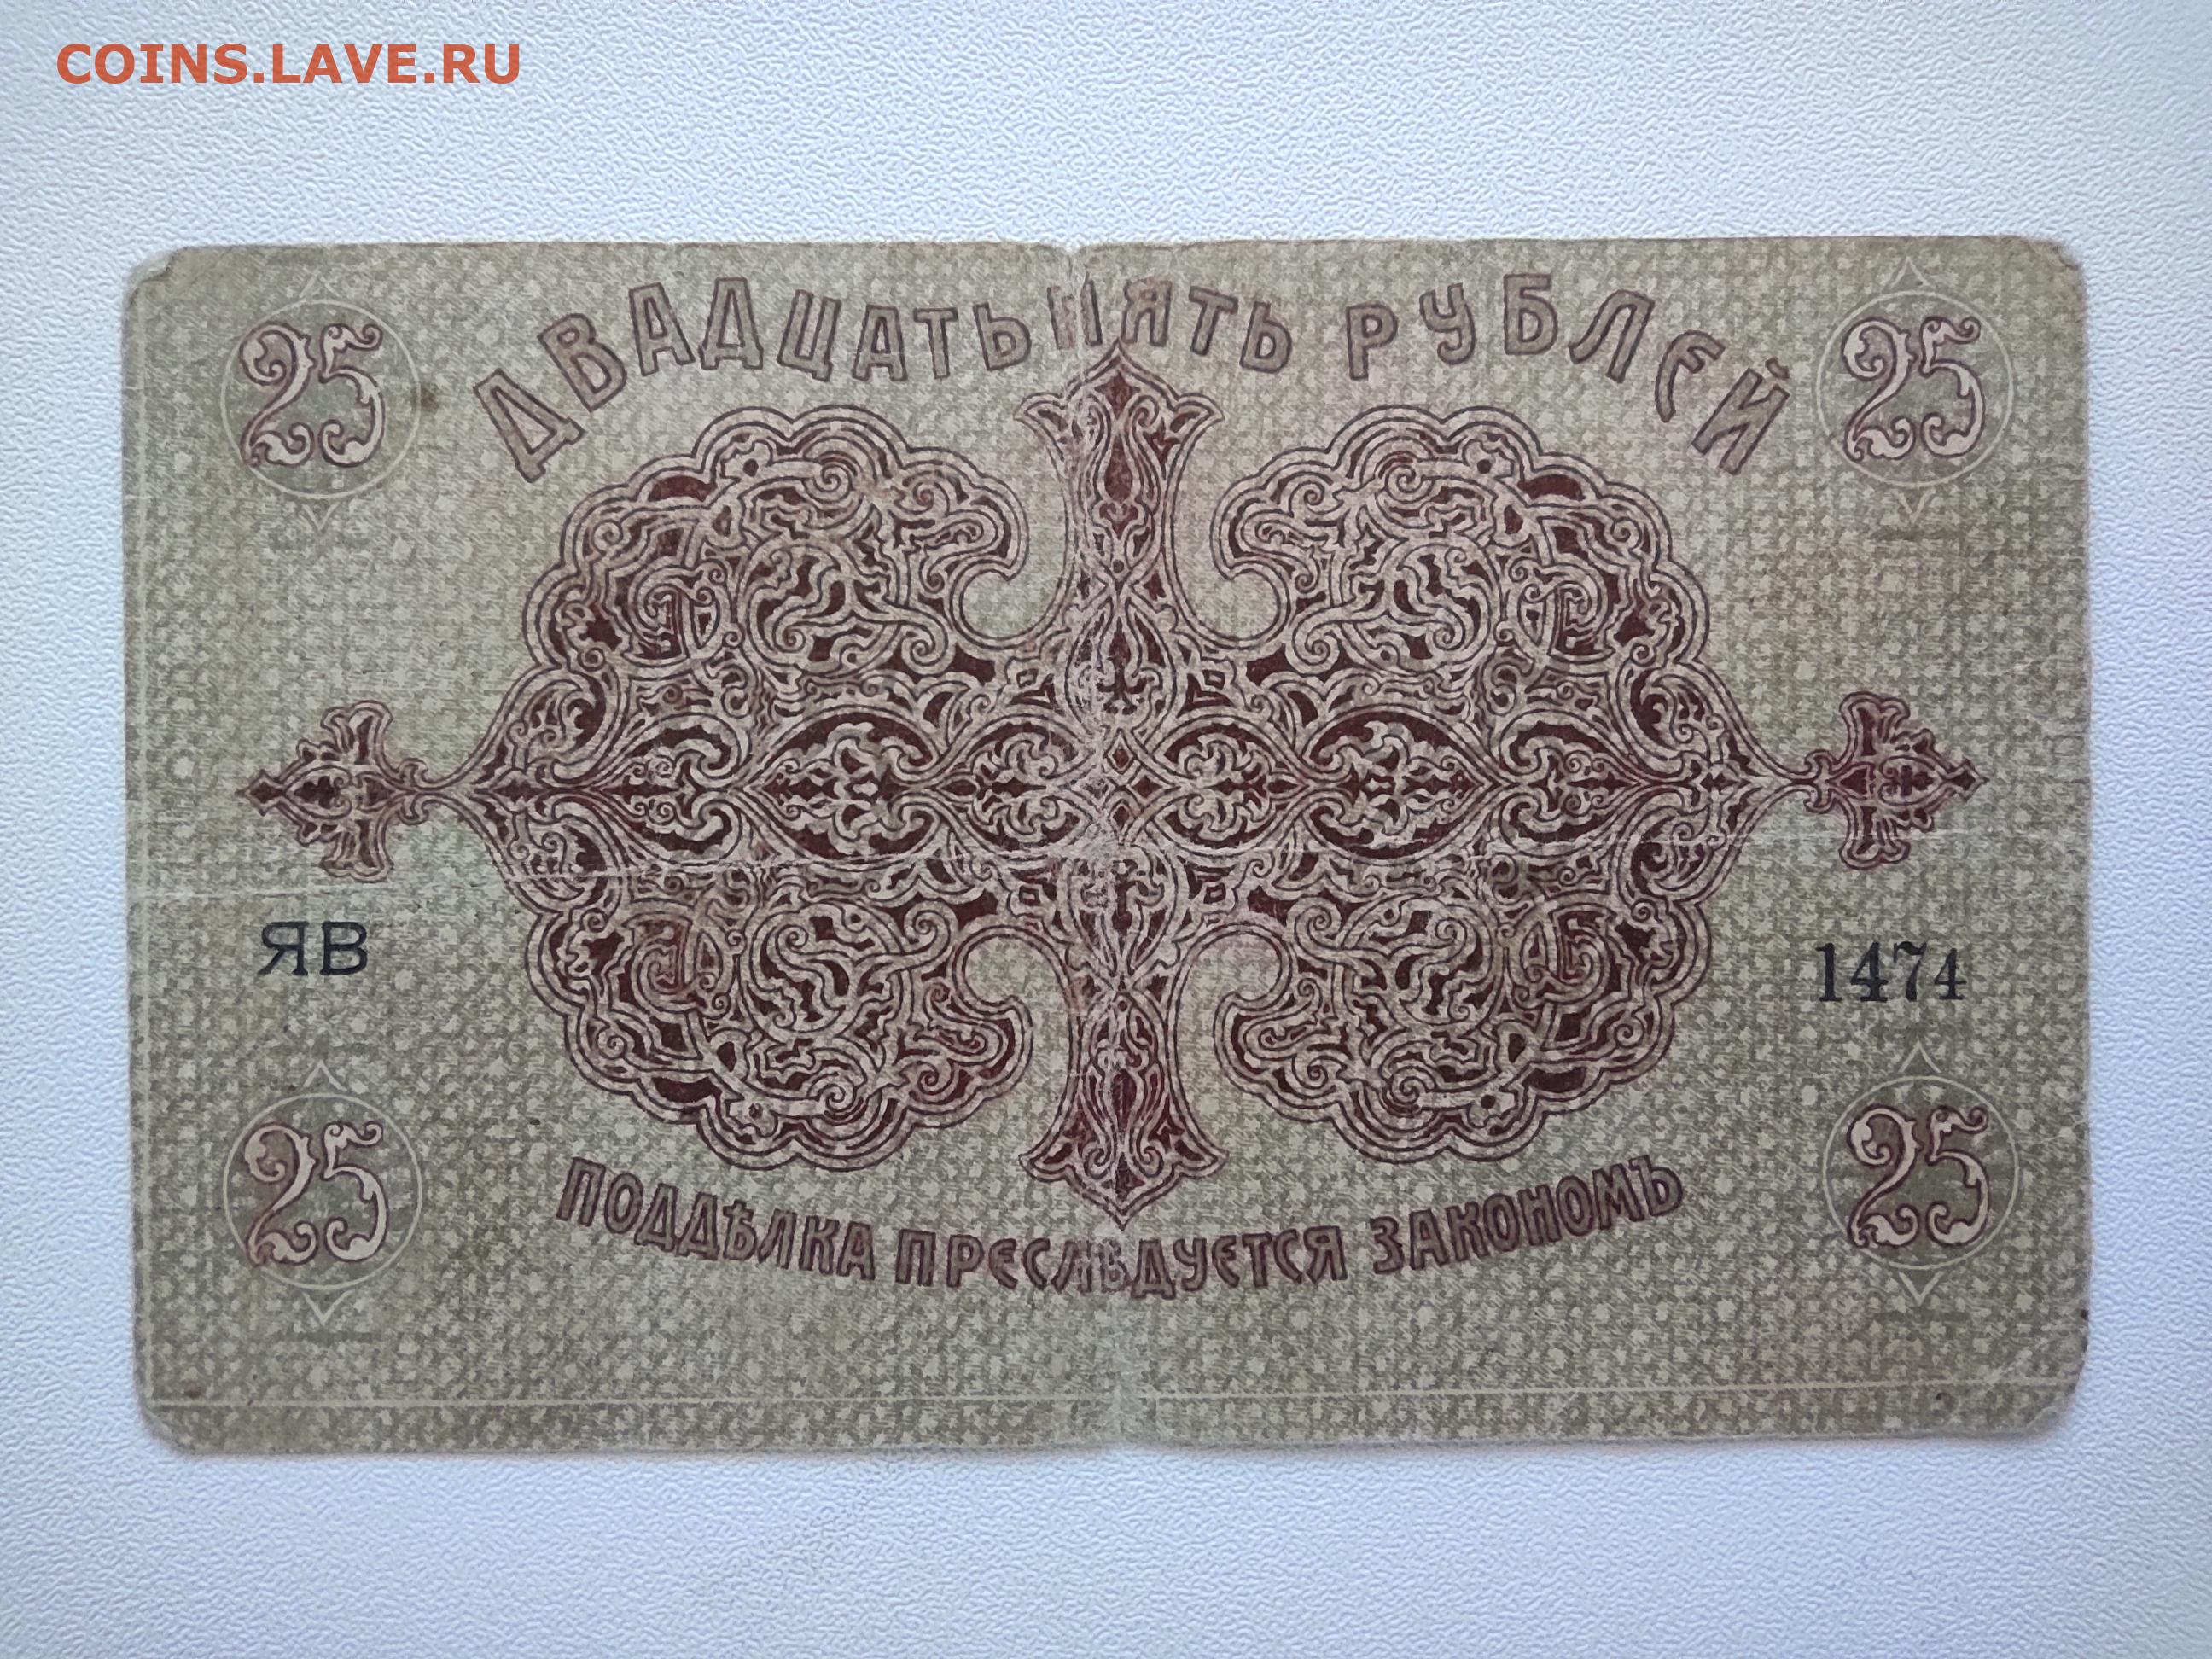 COINS.LAVE.RU
ДВАДЦАТЬ ПЯТЬ РУБЛЕЙ
25 25
ЯВ 1474
25 25
ПОДДѢЛКА ПРЕСЛѢДУЕТСЯ ЗАКОНОМЪ